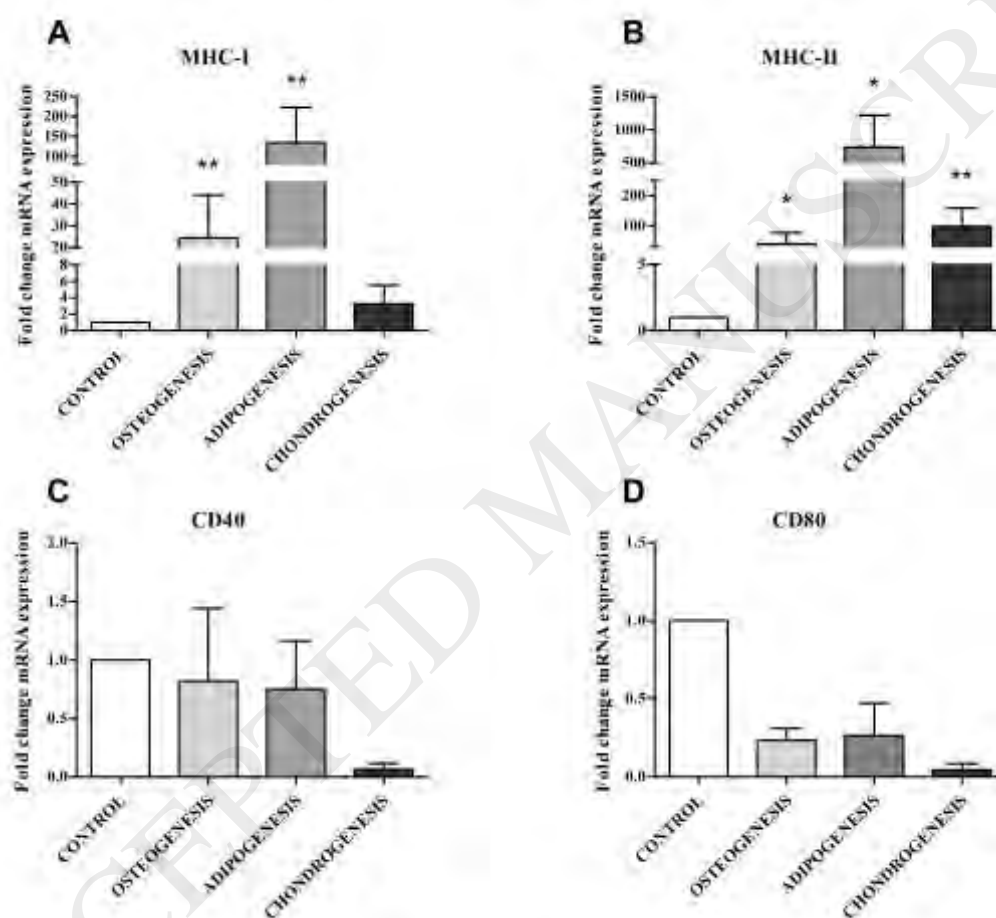 A
MHC-I
Fold change mRNA expression
250
200
150
100
50
40
30
20
8
6
4
2
0
**
**
CONTROL
OSTEOGENESIS
ADIPOGENESIS
CHONDROGENESIS
B
MHC-II
Fold change mRNA expression
1500
1000
500
200
100
5
0
*
*
**
CONTROL
OSTEOGENESIS
ADIPOGENESIS
CHONDROGENESIS
C
CD40
Fold change mRNA expression
2.0
1.5
1.0
0.5
0.0
CONTROL
OSTEOGENESIS
ADIPOGENESIS
CHONDROGENESIS
D
CD80
Fold change mRNA expression
1.5
1.0
0.5
0.0
CONTROL
OSTEOGENESIS
ADIPOGENESIS
CHONDROGENESIS
CEPTED MANUSCR